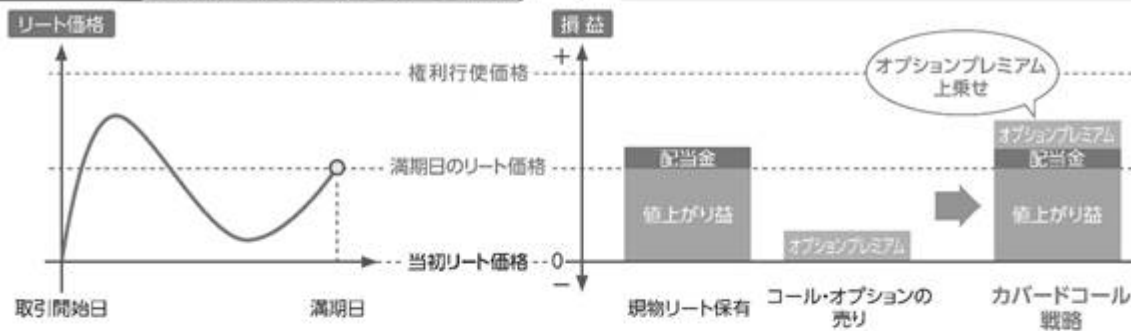 リート価格
権利行使価格
満期日のリート価格
当初リート価格
取引開始日
満期日
損益
+
0
−
配当金
値上がり益
オプションプレミアム
オプションプレミアム
上乗せ
オプションプレミアム
配当金
値上がり益
現物リート保有
コール・オプションの
売り
カバードコール
戦略